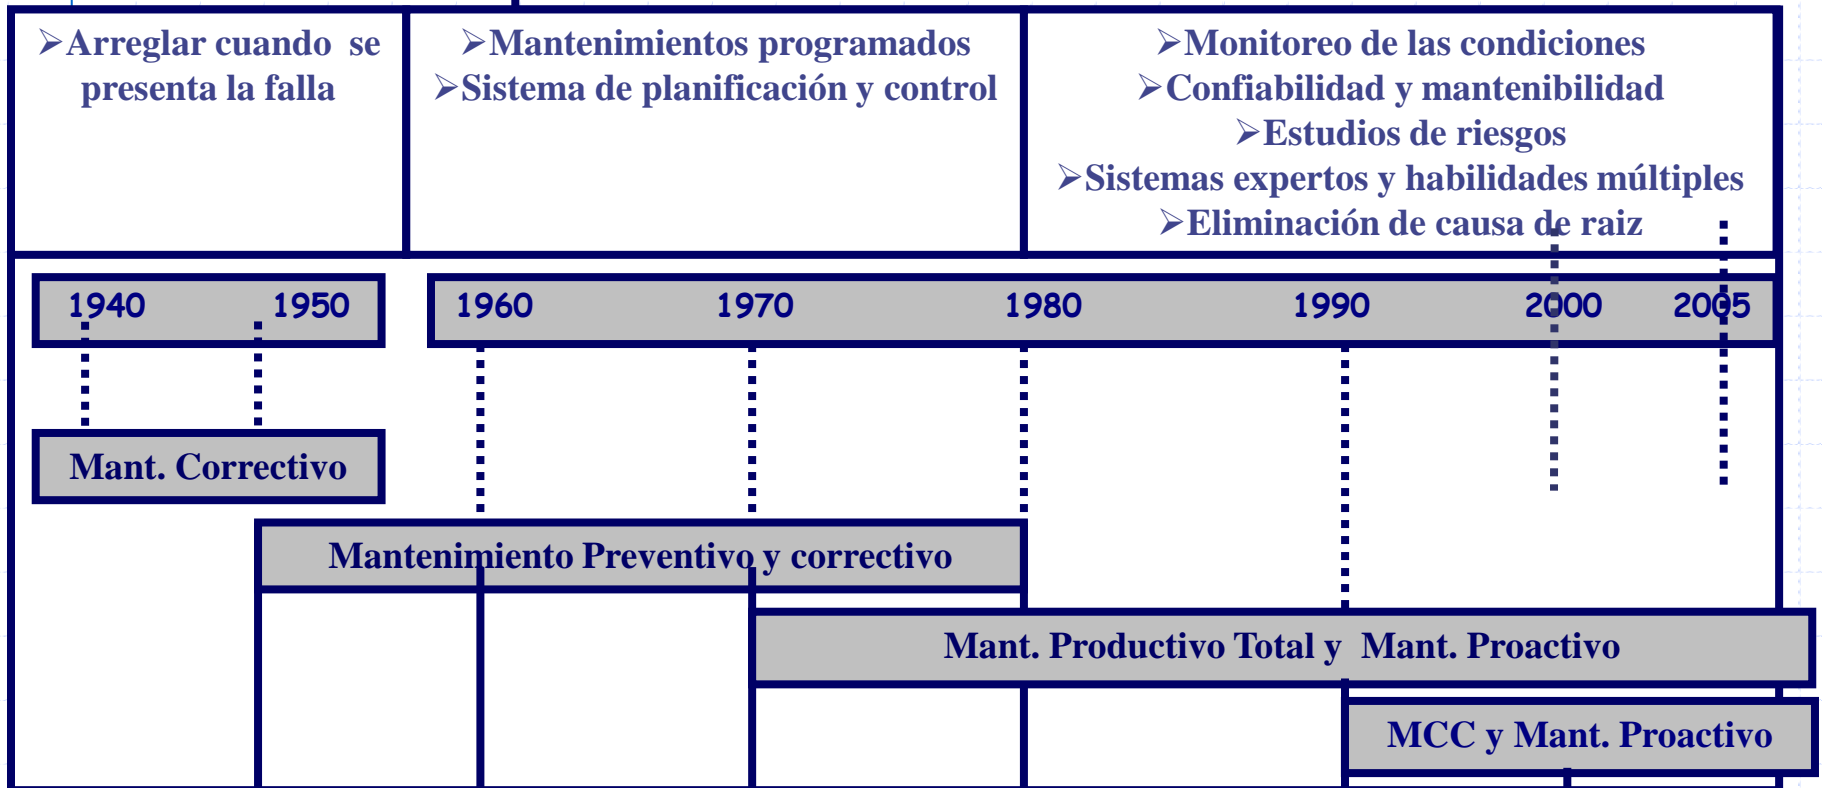 ➢Arreglar cuando se
presenta la falla
➢Mantenimientos programados
➢Sistema de planificación y control
➢Monitoreo de las condiciones
➢Confiabilidad y mantenibilidad
➢Estudios de riesgos
➢Sistemas expertos y habilidades múltiples
➢Eliminación de causa de raiz
1940 1950 1960 1970 1980 1990 2000 2005
Mant. Correctivo
Mantenimiento Preventivo y correctivo
Mant. Productivo Total y Mant. Proactivo
MCC y Mant. Proactivo